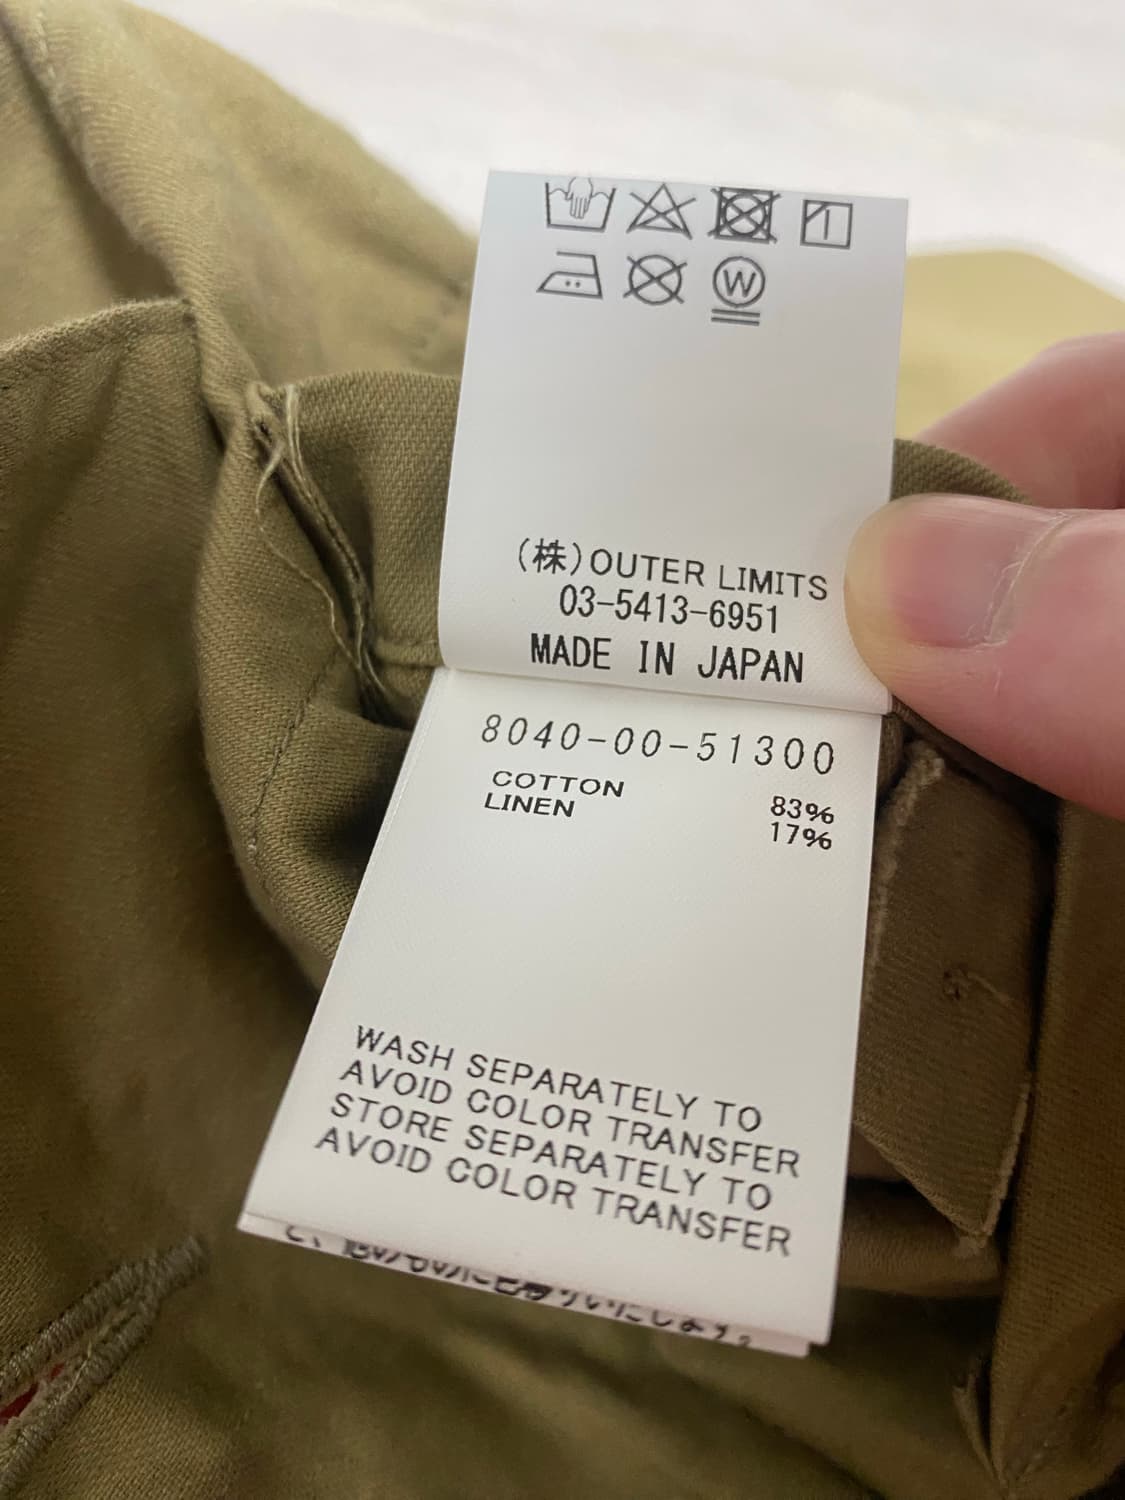 W
(株)OUTER LIMITS
03-5413-6951
MADE IN JAPAN
8040-00-51300
COTTON 83%
LINEN 17%
WASH SEPARATELY TO
AVOID COLOR TRANSFER
STORE SEPARATELY TO
AVOID COLOR TRANSFER